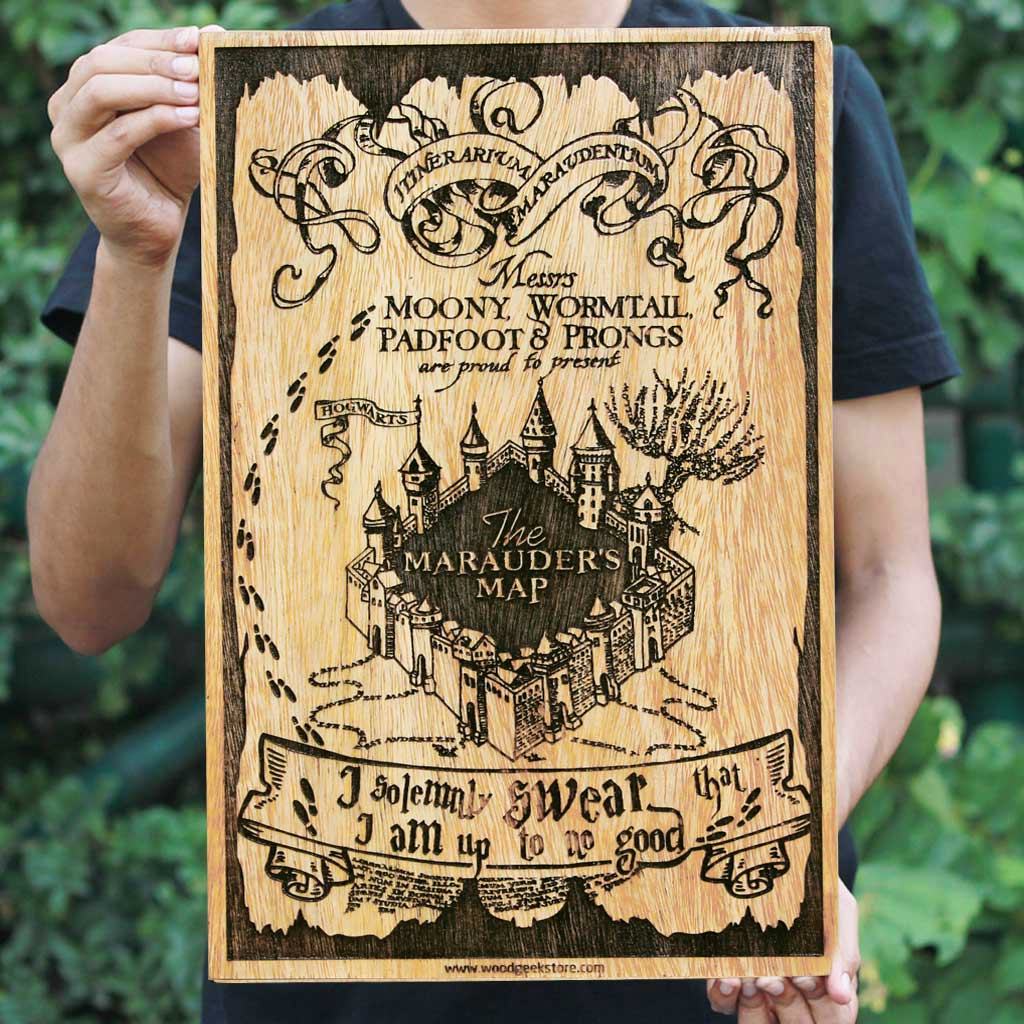 ITINERARIUM
MARAUDENTIUM
Messrs
MOONY, WORMTAIL,
PADFOOT & PRONGS
are proud to present
HOGWARTS
The
MARAUDER'S
MAP
I solemnly swear that
I am up to no good
www.woodgeekstore.com